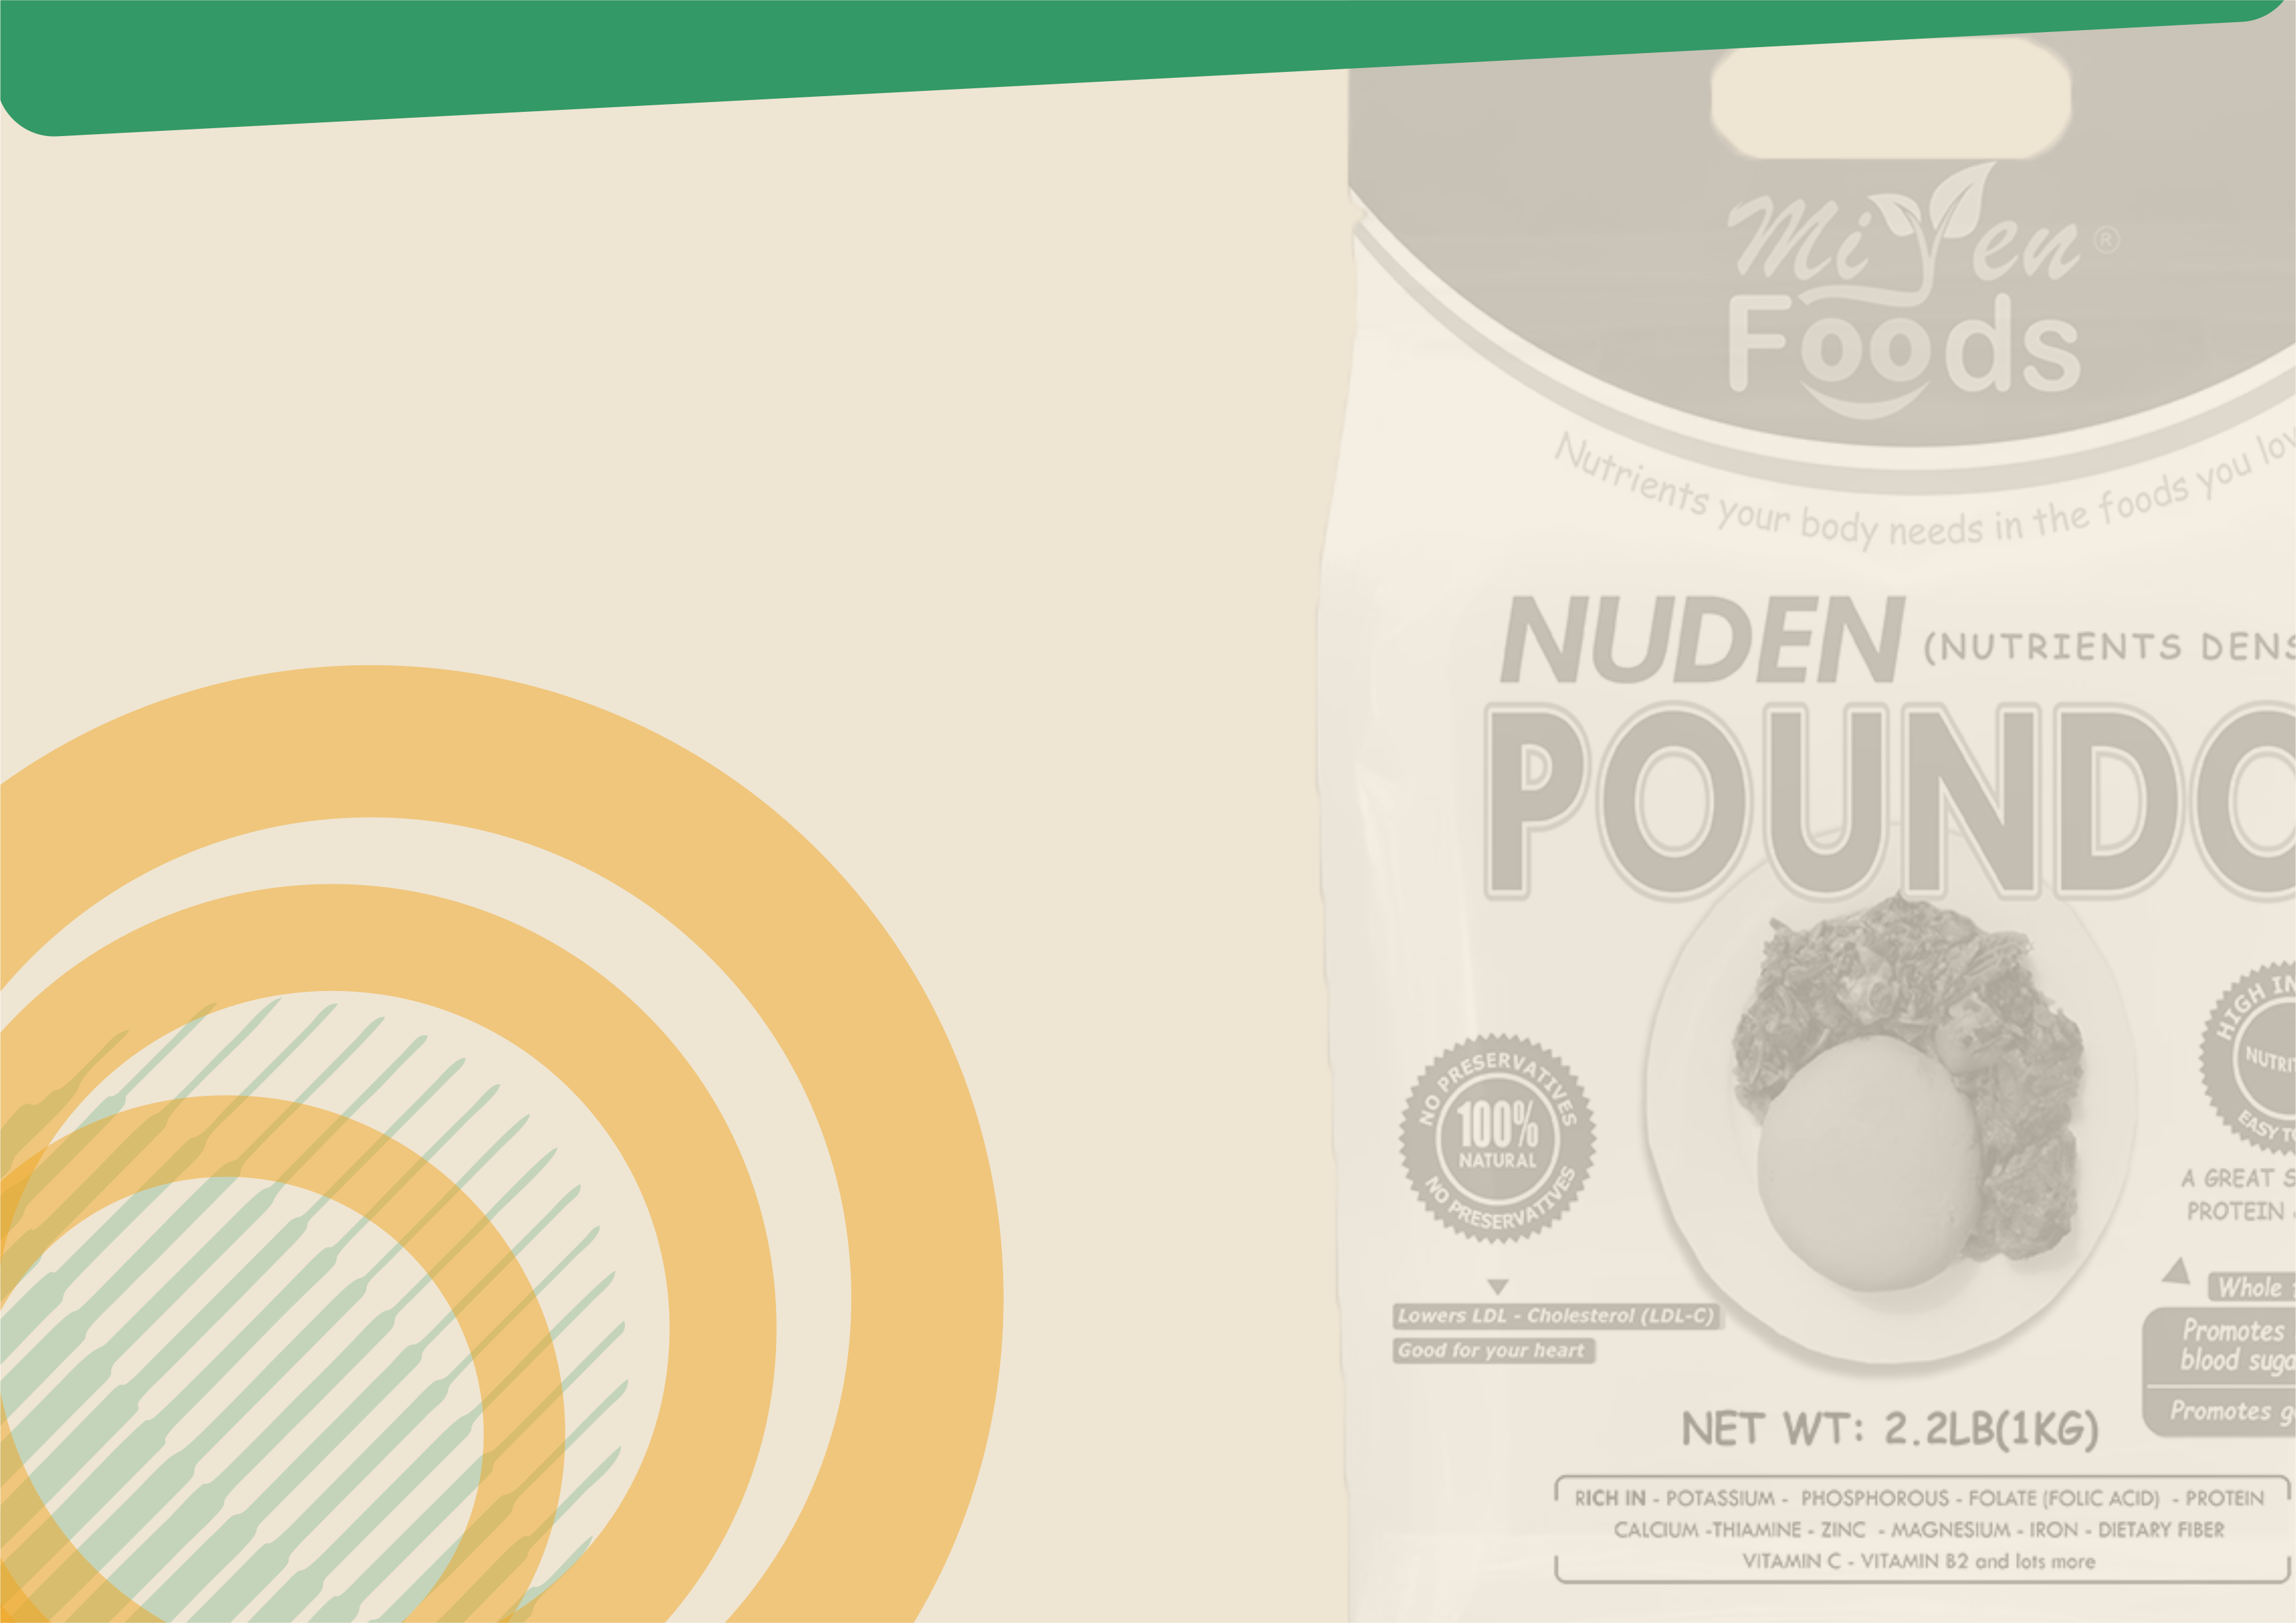 MiYen®
Foods
Nutrients your body needs in the foods you lov
NUDEN (NUTRIENTS DENS
POUNDO
NO PRESERVATIVES
100%
NATURAL
NO PRESERVATIVES
HIGH IN
NUTRI
EASY TO
A GREAT S
PROTEIN
Lowers LDL - Cholesterol (LDL-C)
Good for your heart
Whole
Promotes
blood suga
Promotes g
NET WT: 2.2LB(1KG)
RICH IN - POTASSIUM - PHOSPHOROUS - FOLATE (FOLIC ACID) - PROTEIN
CALCIUM -THIAMINE - ZINC - MAGNESIUM - IRON - DIETARY FIBER
VITAMIN C - VITAMIN B2 and lots more